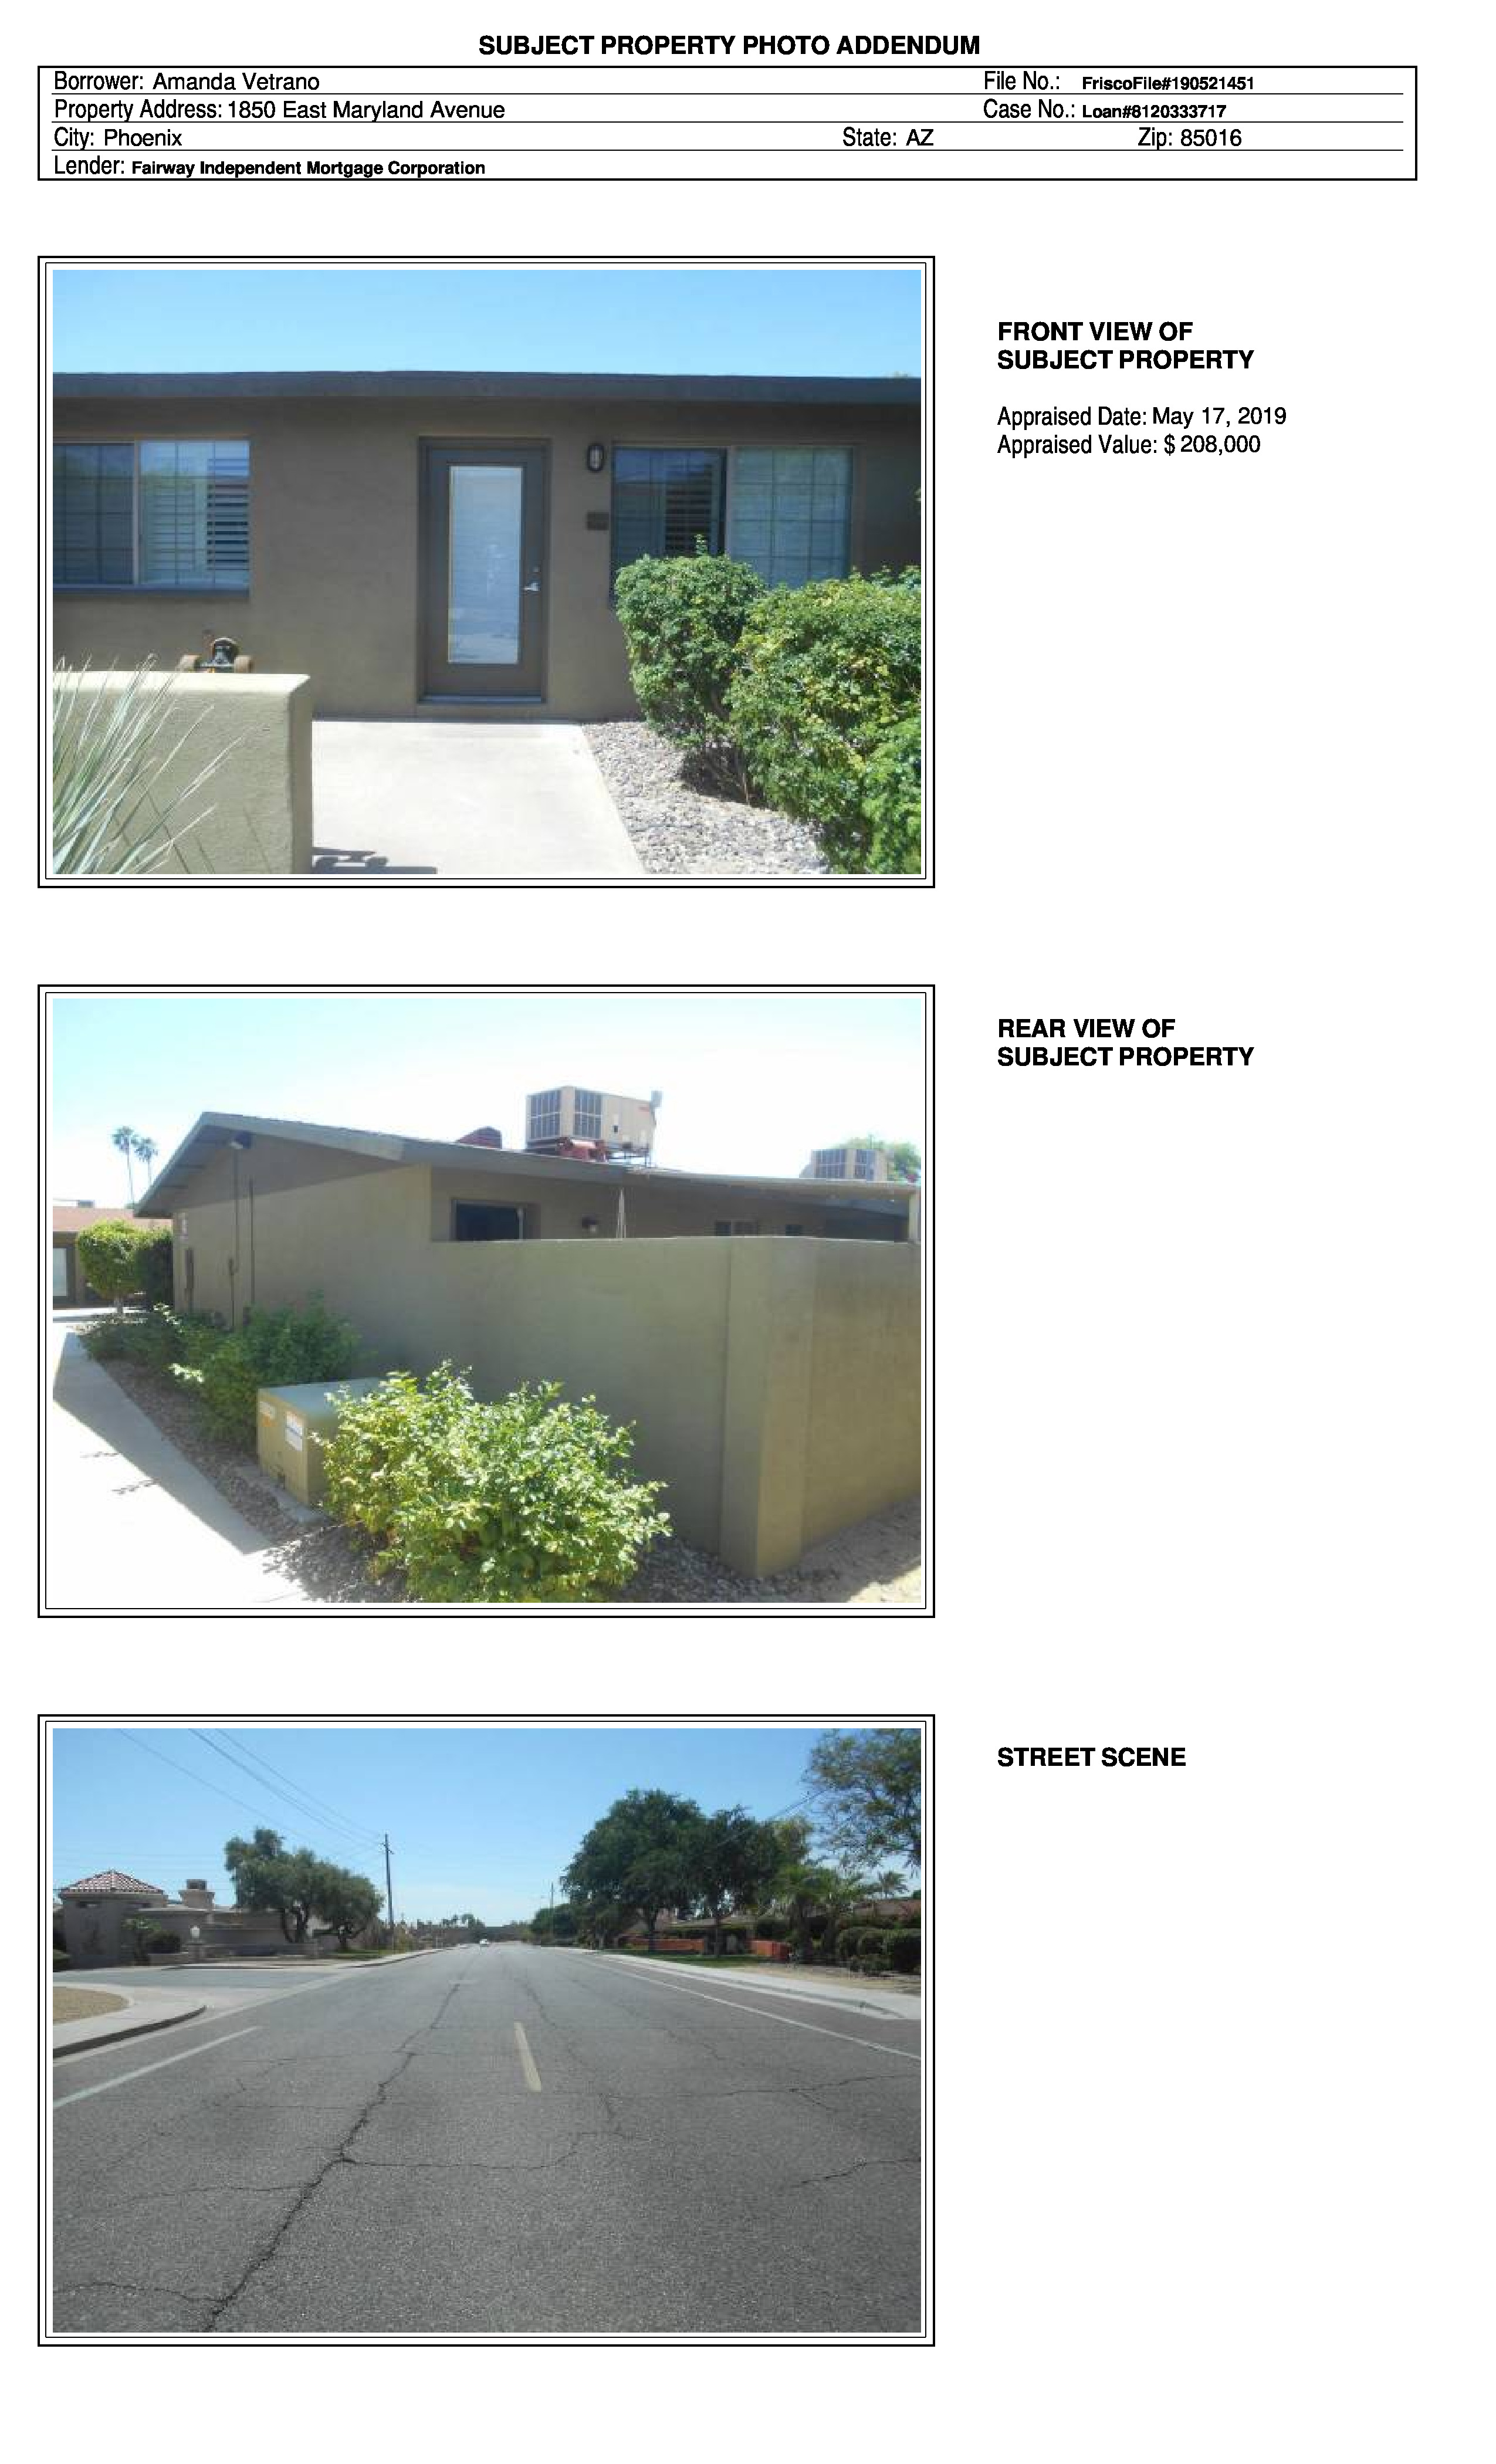 SUBJECT PROPERTY PHOTO ADDENDUM
Borrower: Amanda Vetrano File No.: FriscoFile#190521451
Property Address: 1850 East Maryland Avenue Case No.: Loan#8120333717
City: Phoenix State: AZ Zip: 85016
Lender: Fairway Independent Mortgage Corporation
FRONT VIEW OF
SUBJECT PROPERTY
Appraised Date: May 17, 2019
Appraised Value: $ 208,000
REAR VIEW OF
SUBJECT PROPERTY
STREET SCENE